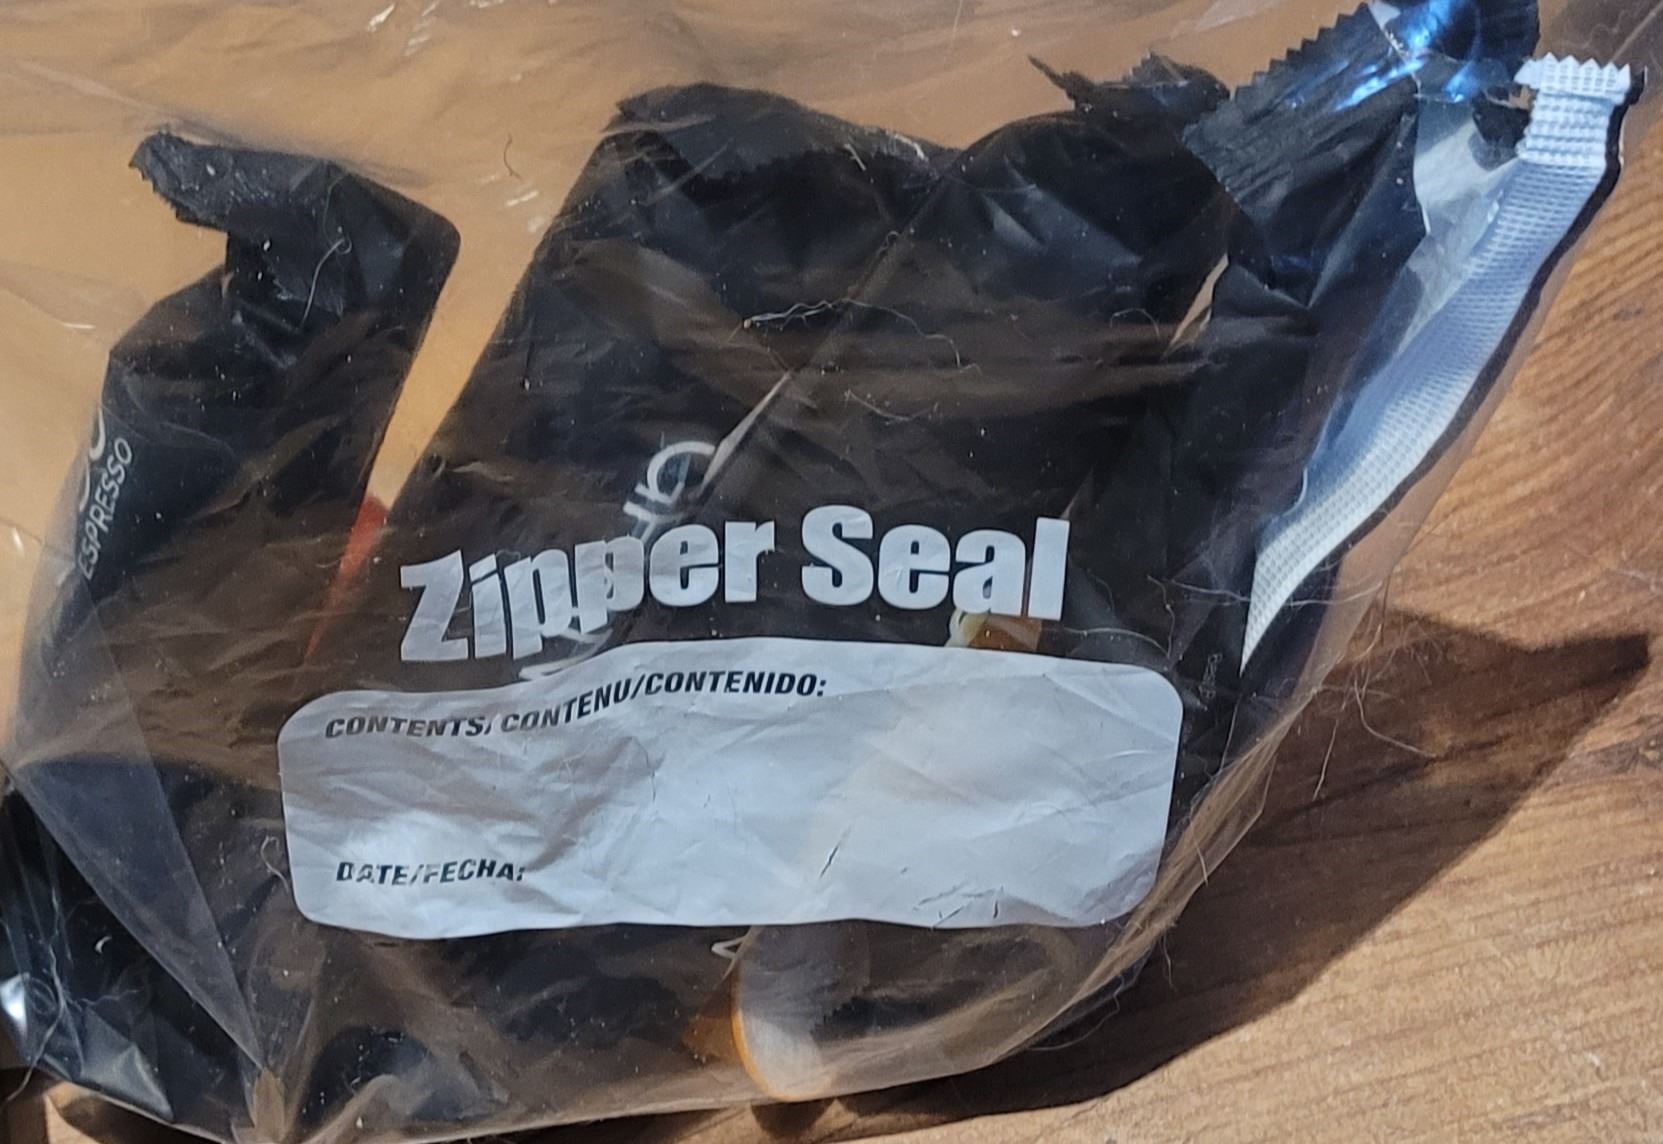 ESPRESSO
Zipper Seal
CONTENTS/CONTENU/CONTENIDO:
DATE/FECHA: